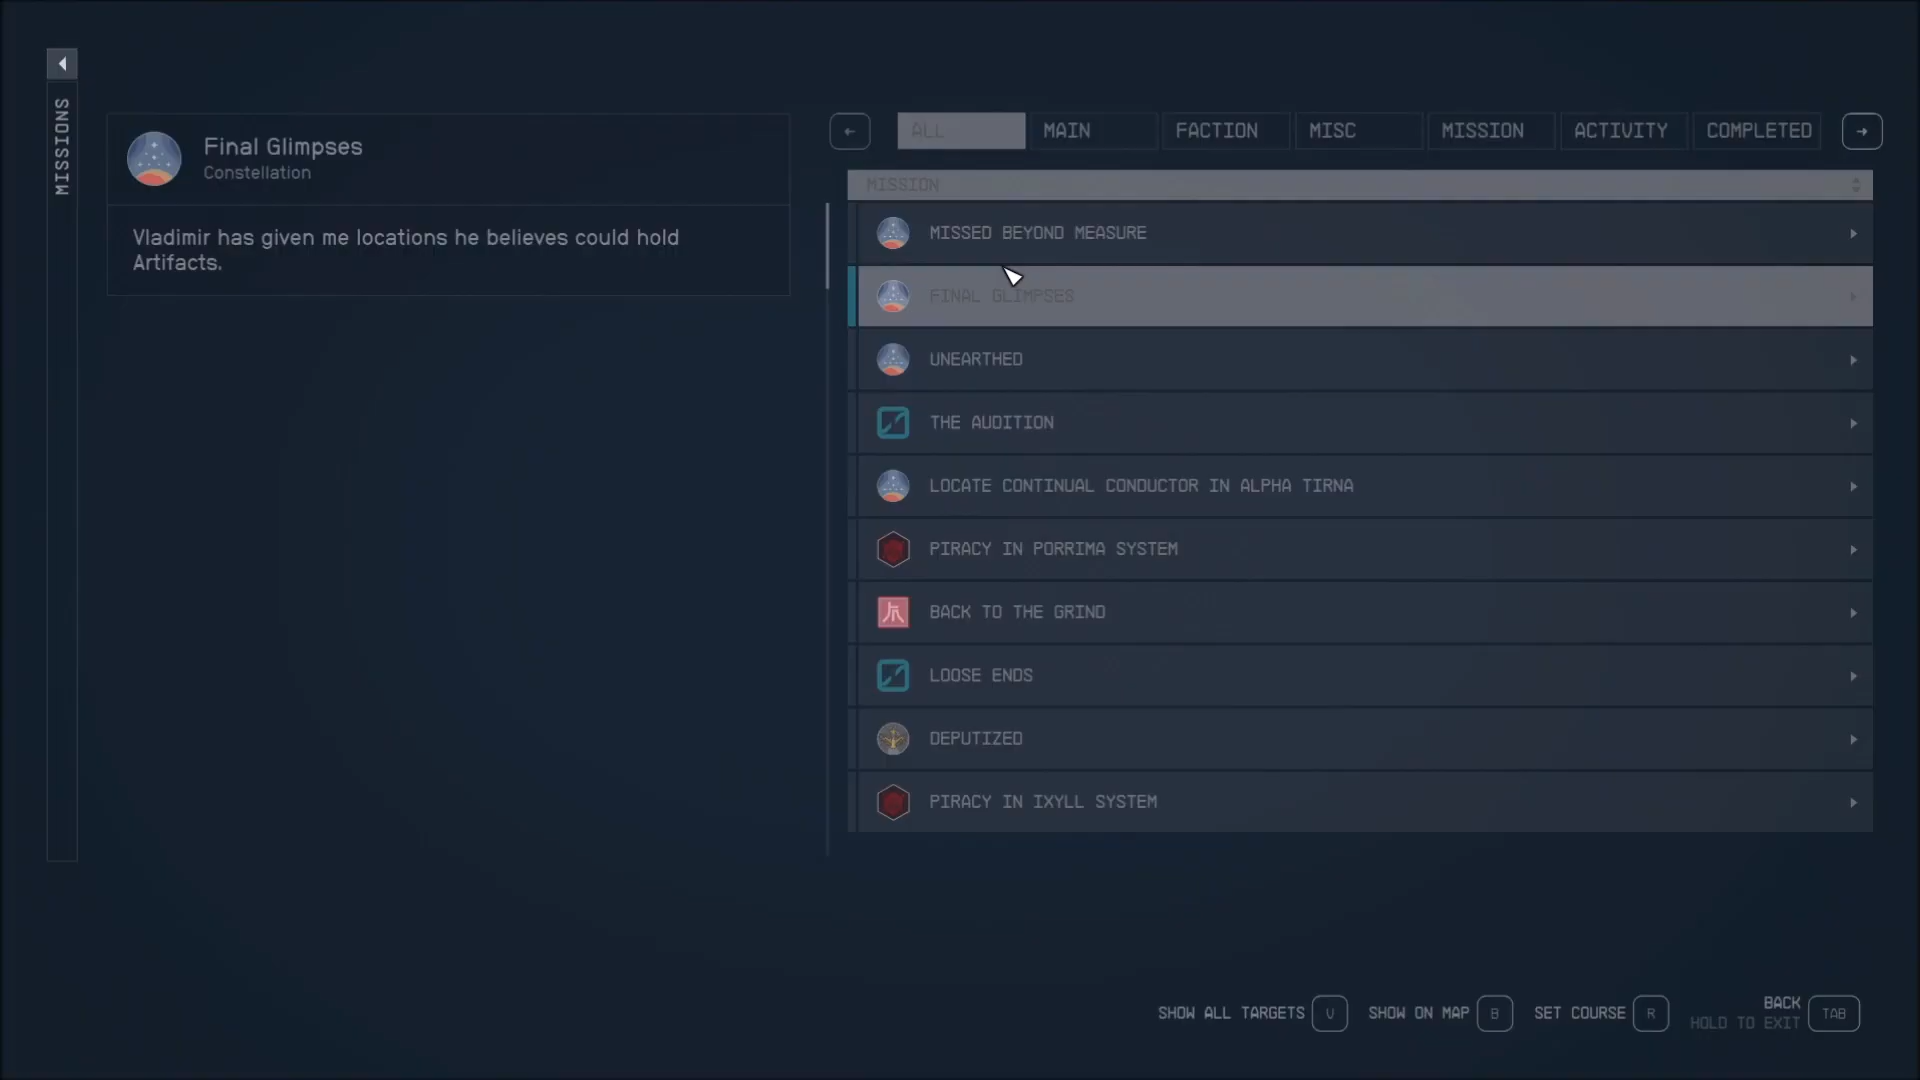 MISSIONS
Final Glimpses
Constellation
Vladimir has given me locations he believes could hold
Artifacts.
ALL
MAIN
FACTION
MISC
MISSION
ACTIVITY
COMPLETED
MISSION
MISSED BEYOND MEASURE
FINAL GLIMPSES
UNEARTHED
THE AUDITION
LOCATE CONTINUAL CONDUCTOR IN ALPHA TIRNA
PIRACY IN PORRIMA SYSTEM
BACK TO THE GRIND
LOOSE ENDS
DEPUTIZED
PIRACY IN IXYLL SYSTEM
SHOW ALL TARGETS V
SHOW ON MAP B
SET COURSE R
BACK
HOLD TO EXIT
TAB